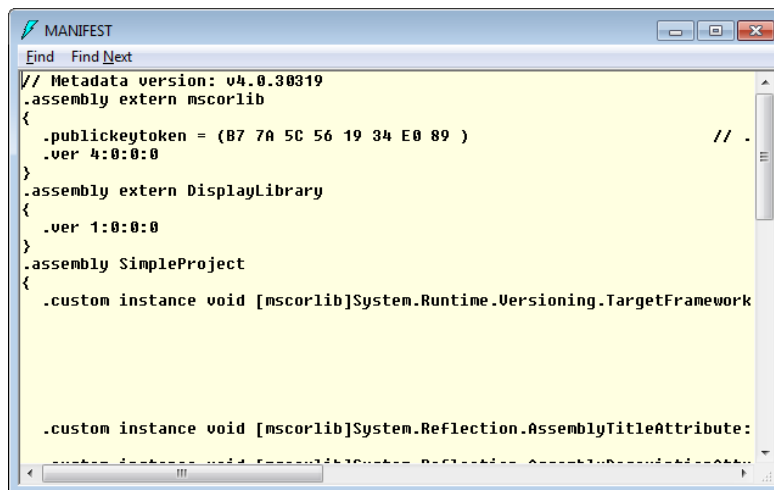 MANIFEST
Find Find Next
// Metadata version: v4.0.30319
.assembly extern mscorlib
{
.publickeytoken = (B7 7A 5C 56 19 34 E0 89 ) // .
.ver 4:0:0:0
}
.assembly extern DisplayLibrary
{
.ver 1:0:0:0
}
.assembly SimpleProject
{
.custom instance void [mscorlib]System.Runtime.Versioning.TargetFramework
.custom instance void [mscorlib]System.Reflection.AssemblyTitleAttribute: